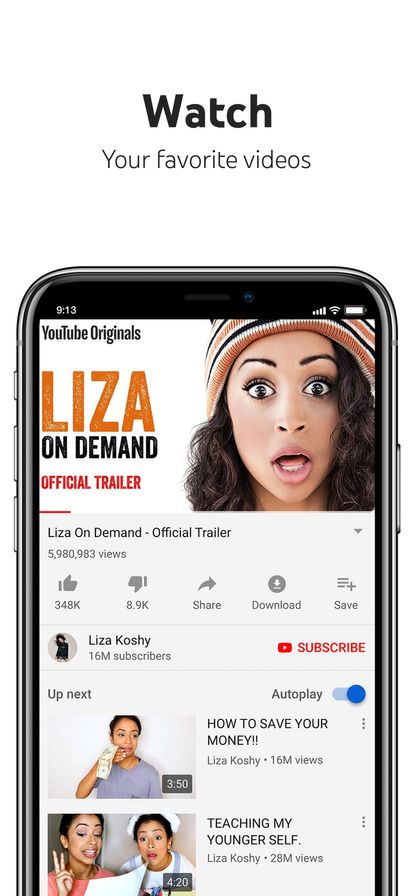 Watch
Your favorite videos
9:13
YouTube Originals
LIZA
ON DEMAND
OFFICIAL TRAILER
Liza On Demand - Official Trailer
5,980,983 views
348K
8.9K
Share
Download
Save
Liza Koshy
16M subscribers
SUBSCRIBE
Up next
Autoplay
HOW TO SAVE YOUR
MONEY!!
Liza Koshy • 16M views
3:50
TEACHING MY
YOUNGER SELF.
Liza Koshy • 28M views
4:20